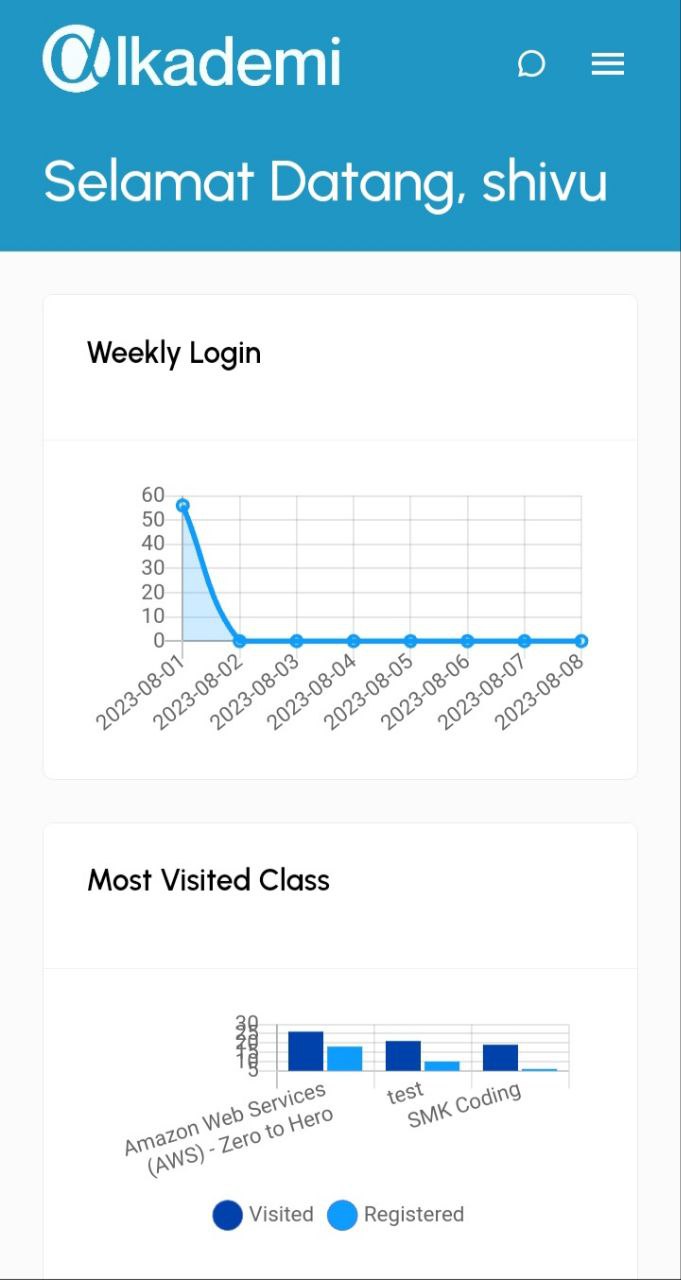 alkademi
Selamat Datang, shivu
Weekly Login
60
50
40
30
20
10
0
2023-08-01
2023-08-02
2023-08-03
2023-08-04
2023-08-05
2023-08-06
2023-08-07
2023-08-08
Most Visited Class
30
25
20
15
10
5
Amazon Web Services
(AWS) - Zero to Hero
test
SMK Coding
Visited
Registered